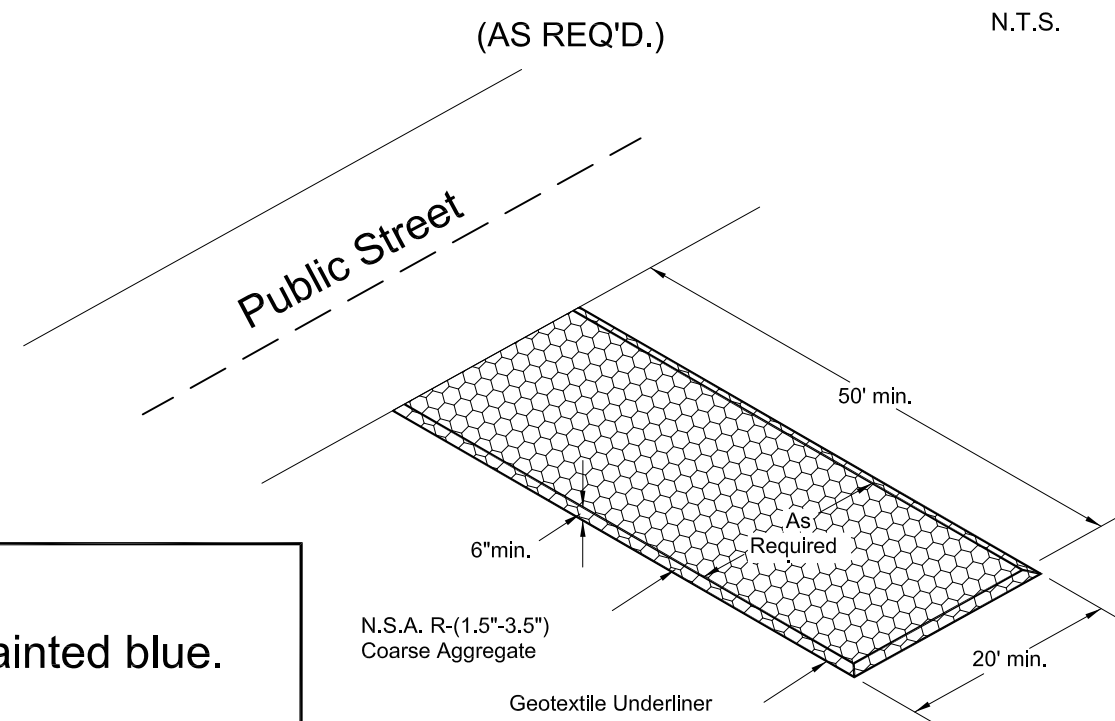 (AS REQ'D.)
N.T.S.
Public Street
50' min.
As
Required
6"min.
N.S.A. R-(1.5"-3.5")
Coarse Aggregate
20' min.
Geotextile Underliner
ainted blue.